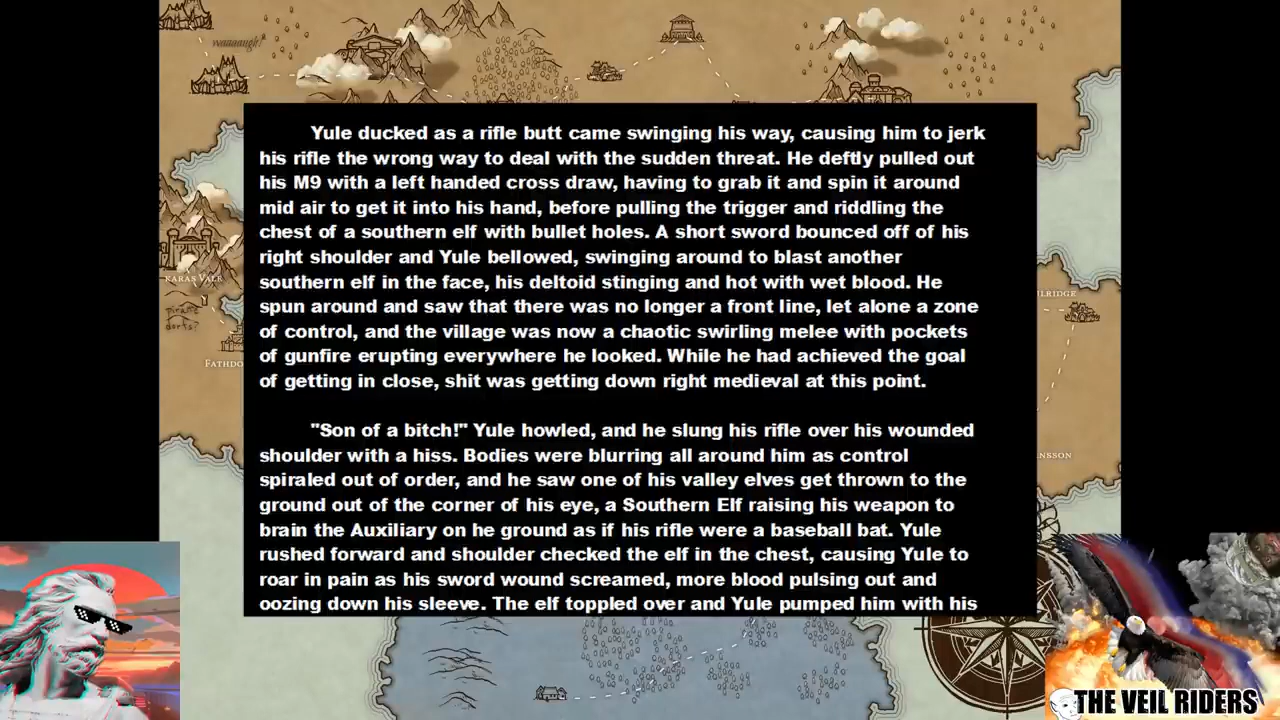 waaaaugh!
Yule ducked as a rifle butt came swinging his way, causing him to jerk
his rifle the wrong way to deal with the sudden threat. He deftly pulled out
his M9 with a left handed cross draw, having to grab it and spin it around
mid air to get it into his hand, before pulling the trigger and riddling the
chest of a southern elf with bullet holes. A short sword bounced off of his
right shoulder and Yule bellowed, swinging around to blast another
southern elf in the face, his deltoid stinging and hot with wet blood. He
spun around and saw that there was no longer a front line, let alone a zone
of control, and the village was now a chaotic swirling melee with pockets
of gunfire erupting everywhere he looked. While he had achieved the goal
of getting in close, shit was getting down right medieval at this point.
"Son of a bitch!" Yule howled, and he slung his rifle over his wounded
shoulder with a hiss. Bodies were blurring all around him as control
spiraled out of order, and he saw one of his valley elves get thrown to the
ground out of the corner of his eye, a Southern Elf raising his weapon to
brain the Auxiliary on he ground as if his rifle were a baseball bat. Yule
rushed forward and shoulder checked the elf in the chest, causing Yule to
roar in pain as his sword wound screamed, more blood pulsing out and
oozing down his sleeve. The elf toppled over and Yule pumped him with his
KARAS VALE
FATHDO
ULRIDGE
ANSSON
THE VEIL RIDERS